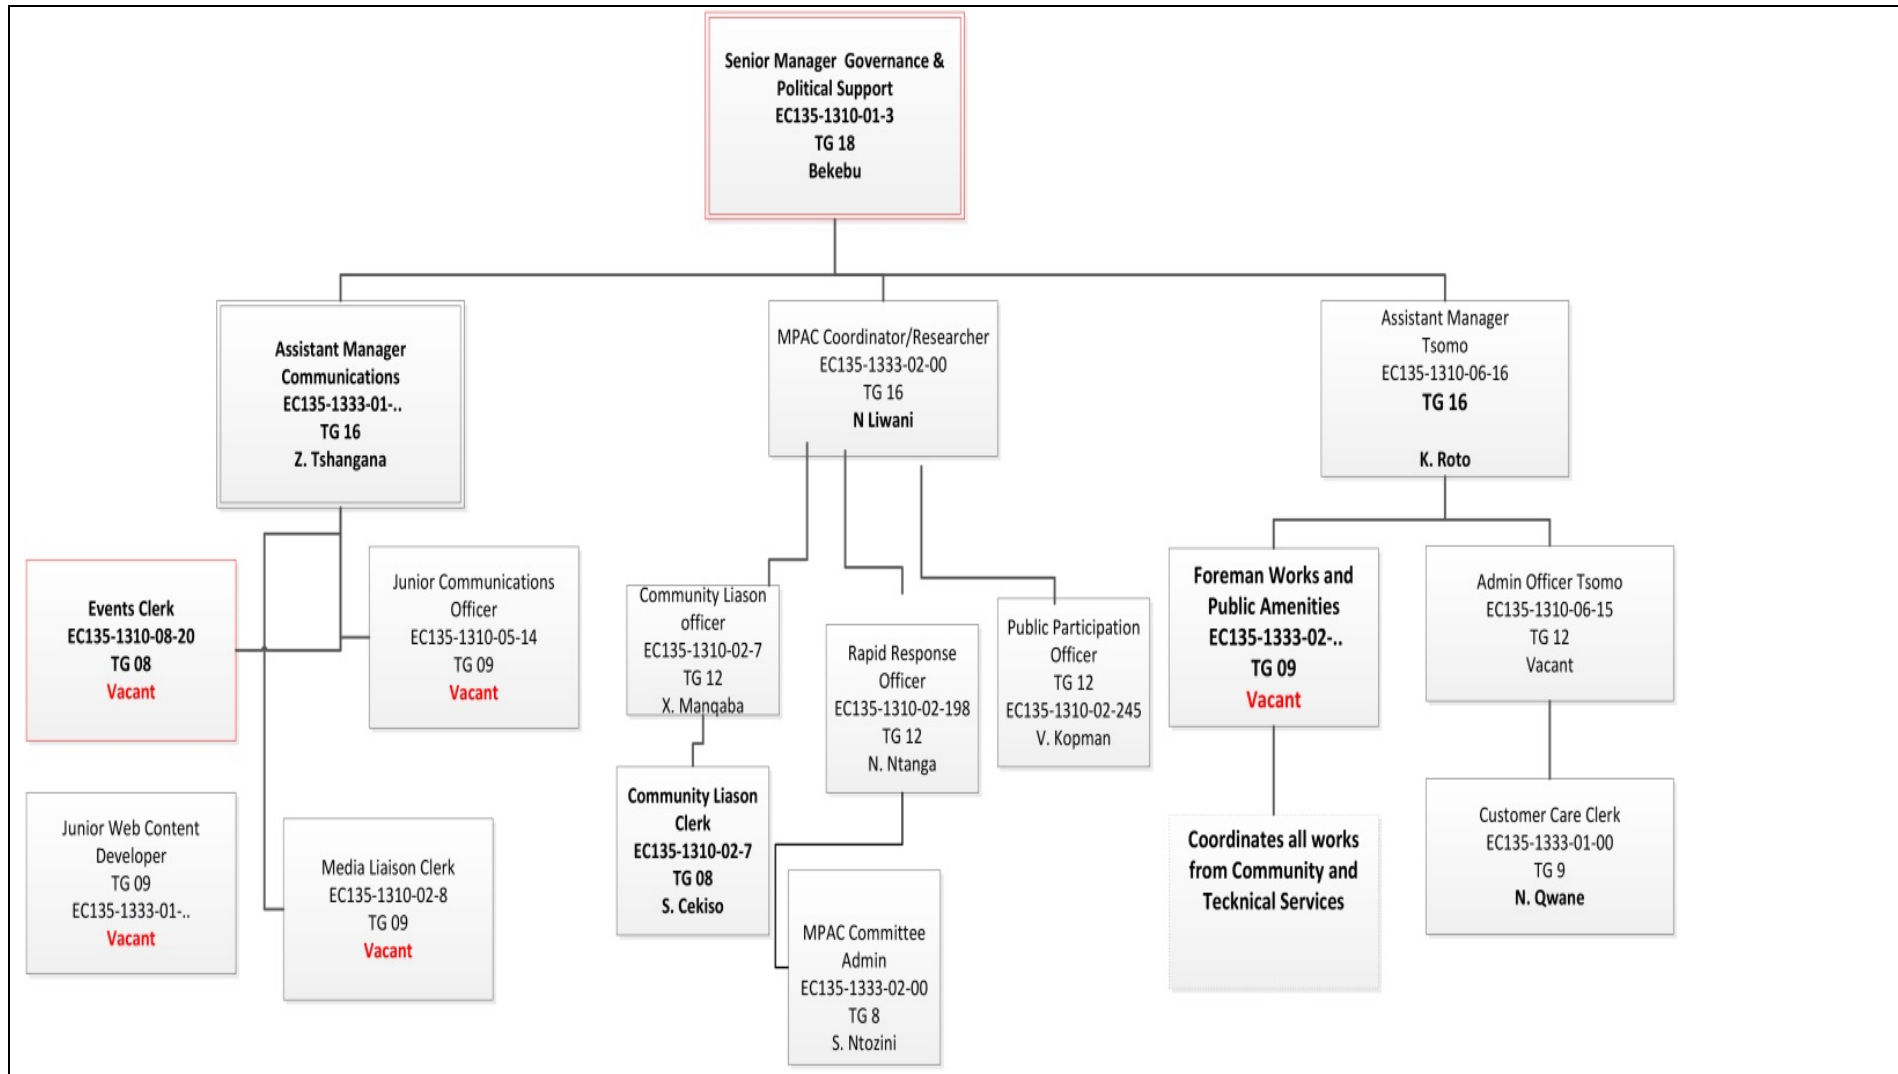 Senior Manager Governance &
Political Support
EC135-1310-01-3
TG 18
Bekebu
Assistant Manager
Communications
EC135-1333-01-..
TG 16
Z. Tshangana
MPAC Coordinator/Researcher
EC135-1333-02-00
TG 16
N Liwani
Assistant Manager
Tsomo
EC135-1310-06-16
TG 16
K. Roto
Events Clerk
EC135-1310-08-20
TG 08
Vacant
Junior Communications
Officer
EC135-1310-05-14
TG 09
Vacant
Community Liason
officer
EC135-1310-02-7
TG 12
X. Manqaba
Rapid Response
Officer
EC135-1310-02-198
TG 12
N. Ntanga
Public Participation
Officer
TG 12
EC135-1310-02-245
V. Kopman
Foreman Works and
Public Amenities
EC135-1333-02-..
TG 09
Vacant
Admin Officer Tsomo
EC135-1310-06-15
TG 12
Vacant
Junior Web Content
Developer
TG 09
EC135-1333-01-..
Vacant
Media Liaison Clerk
EC135-1310-02-8
TG 09
Vacant
Community Liason
Clerk
EC135-1310-02-7
TG 08
S. Cekiso
MPAC Committee
Admin
EC135-1333-02-00
TG 8
S. Ntozini
Coordinates all works
from Community and
Tecknical Services
Customer Care Clerk
EC135-1333-01-00
TG 9
N. Qwane